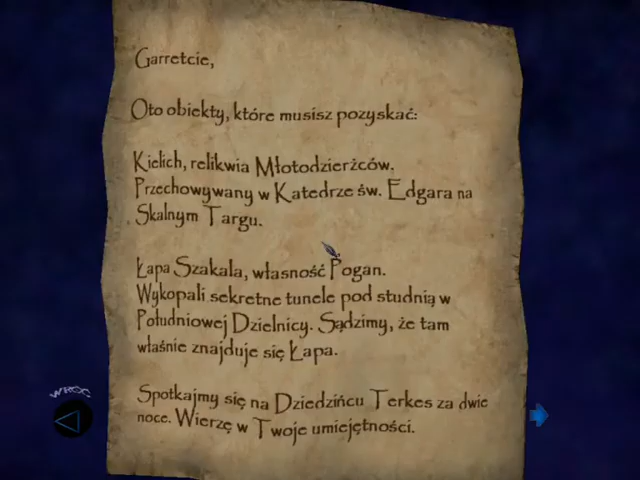 Garretcie,
Oto obiekty, które musisz pozyskać:
Kielich, relikwia Młotodzierżców.
Przechowywany w Katedrze św. Edgara na
Skalnym Targu.
Łapa Szakala, własność Pogan.
Wykopali sekretne tunele pod studnią w
Południowej Dzielnicy. Sądzimy, że tam
właśnie znajduje się Łapa.
Spotkajmy się na Dziedzińcu Terkes za dwie
noce. Wierzę w Twoje umiejętności.
WRÓĆ